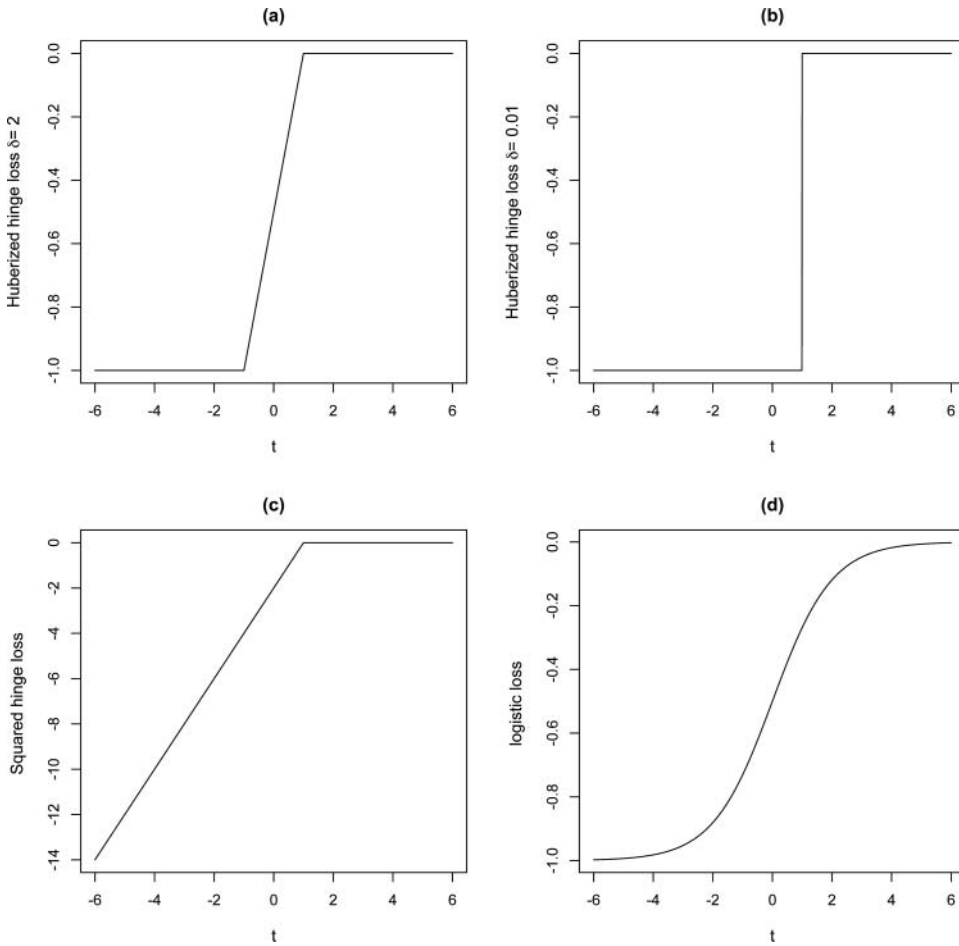 (a)
Huberized hinge loss δ= 2
0.0
-0.2
-0.4
-0.6
-0.8
-1.0
-6 -4 -2 0 2 4 6
t
(b)
Huberized hinge loss δ= 0.01
0.0
-0.2
-0.4
-0.6
-0.8
-1.0
-6 -4 -2 0 2 4 6
t
(c)
Squared hinge loss
0
-2
-4
-6
-8
-10
-12
-14
-6 -4 -2 0 2 4 6
t
(d)
logistic loss
0.0
-0.2
-0.4
-0.6
-0.8
-1.0
-6 -4 -2 0 2 4 6
t